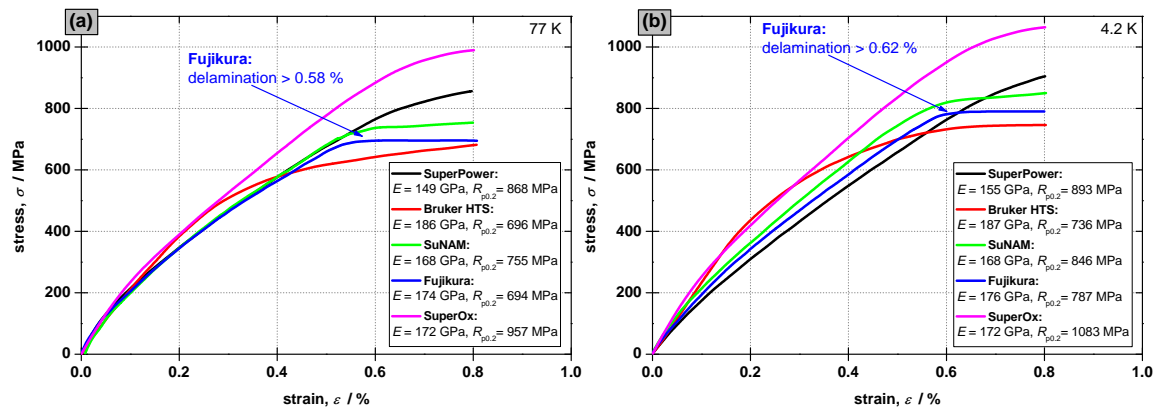 (a)
77 K
Fujikura:
delamination > 0.58 %
stress, σ / MPa
1000
800
600
400
200
0
SuperPower:
E = 149 GPa, Rp0.2 = 868 MPa
Bruker HTS:
E = 186 GPa, Rp0.2 = 696 MPa
SuNAM:
E = 168 GPa, Rp0.2 = 755 MPa
Fujikura:
E = 174 GPa, Rp0.2 = 694 MPa
SuperOx:
E = 172 GPa, Rp0.2 = 957 MPa
0.0 0.2 0.4 0.6 0.8 1.0
strain, ε / %
(b)
4.2 K
Fujikura:
delamination > 0.62 %
stress, σ / MPa
1000
800
600
400
200
0
SuperPower:
E = 155 GPa, Rp0.2 = 893 MPa
Bruker HTS:
E = 187 GPa, Rp0.2 = 736 MPa
SuNAM:
E = 168 GPa, Rp0.2 = 846 MPa
Fujikura:
E = 176 GPa, Rp0.2 = 787 MPa
SuperOx:
E = 172 GPa, Rp0.2 = 1083 MPa
0.0 0.2 0.4 0.6 0.8 1.0
strain, ε / %